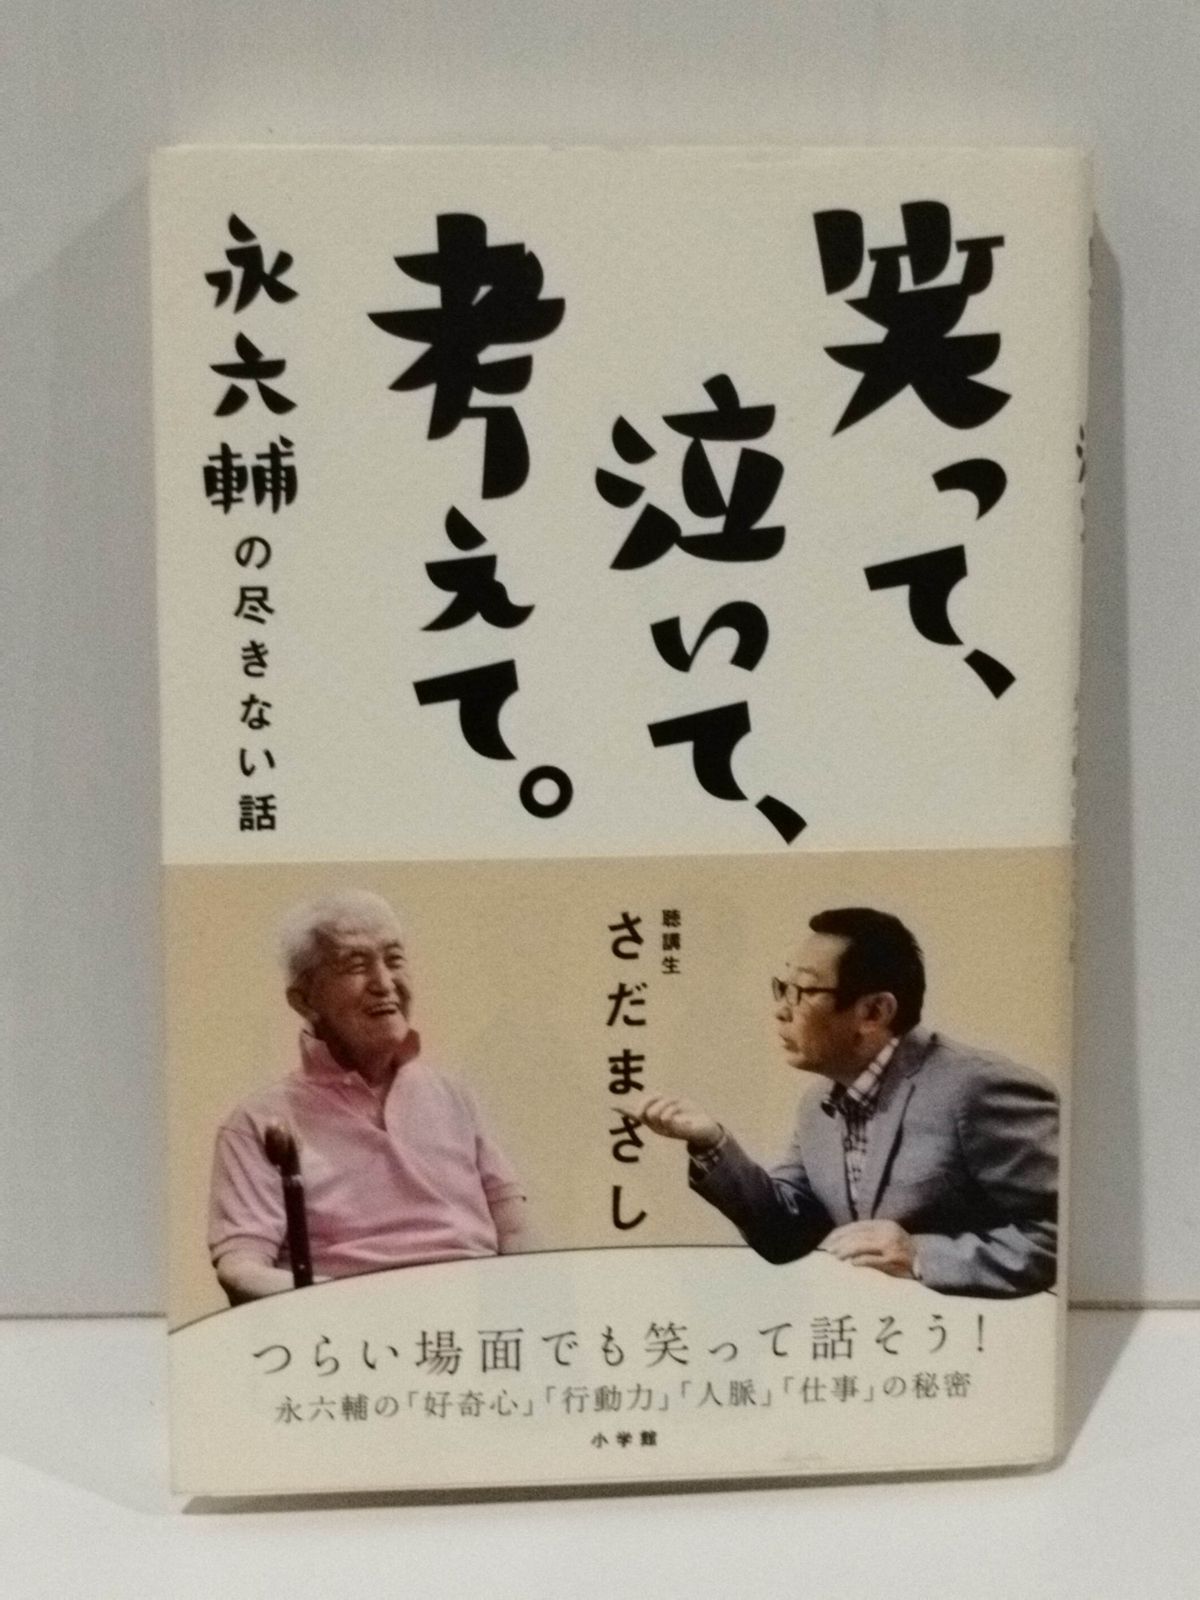 笑って、
泣いて、
考えて。
永六輔の尽きない話
聴講生
さだまさし
つらい場面でも笑って話そう!
永六輔の「好奇心」「行動力」「人脈」「仕事」の秘密
小学館